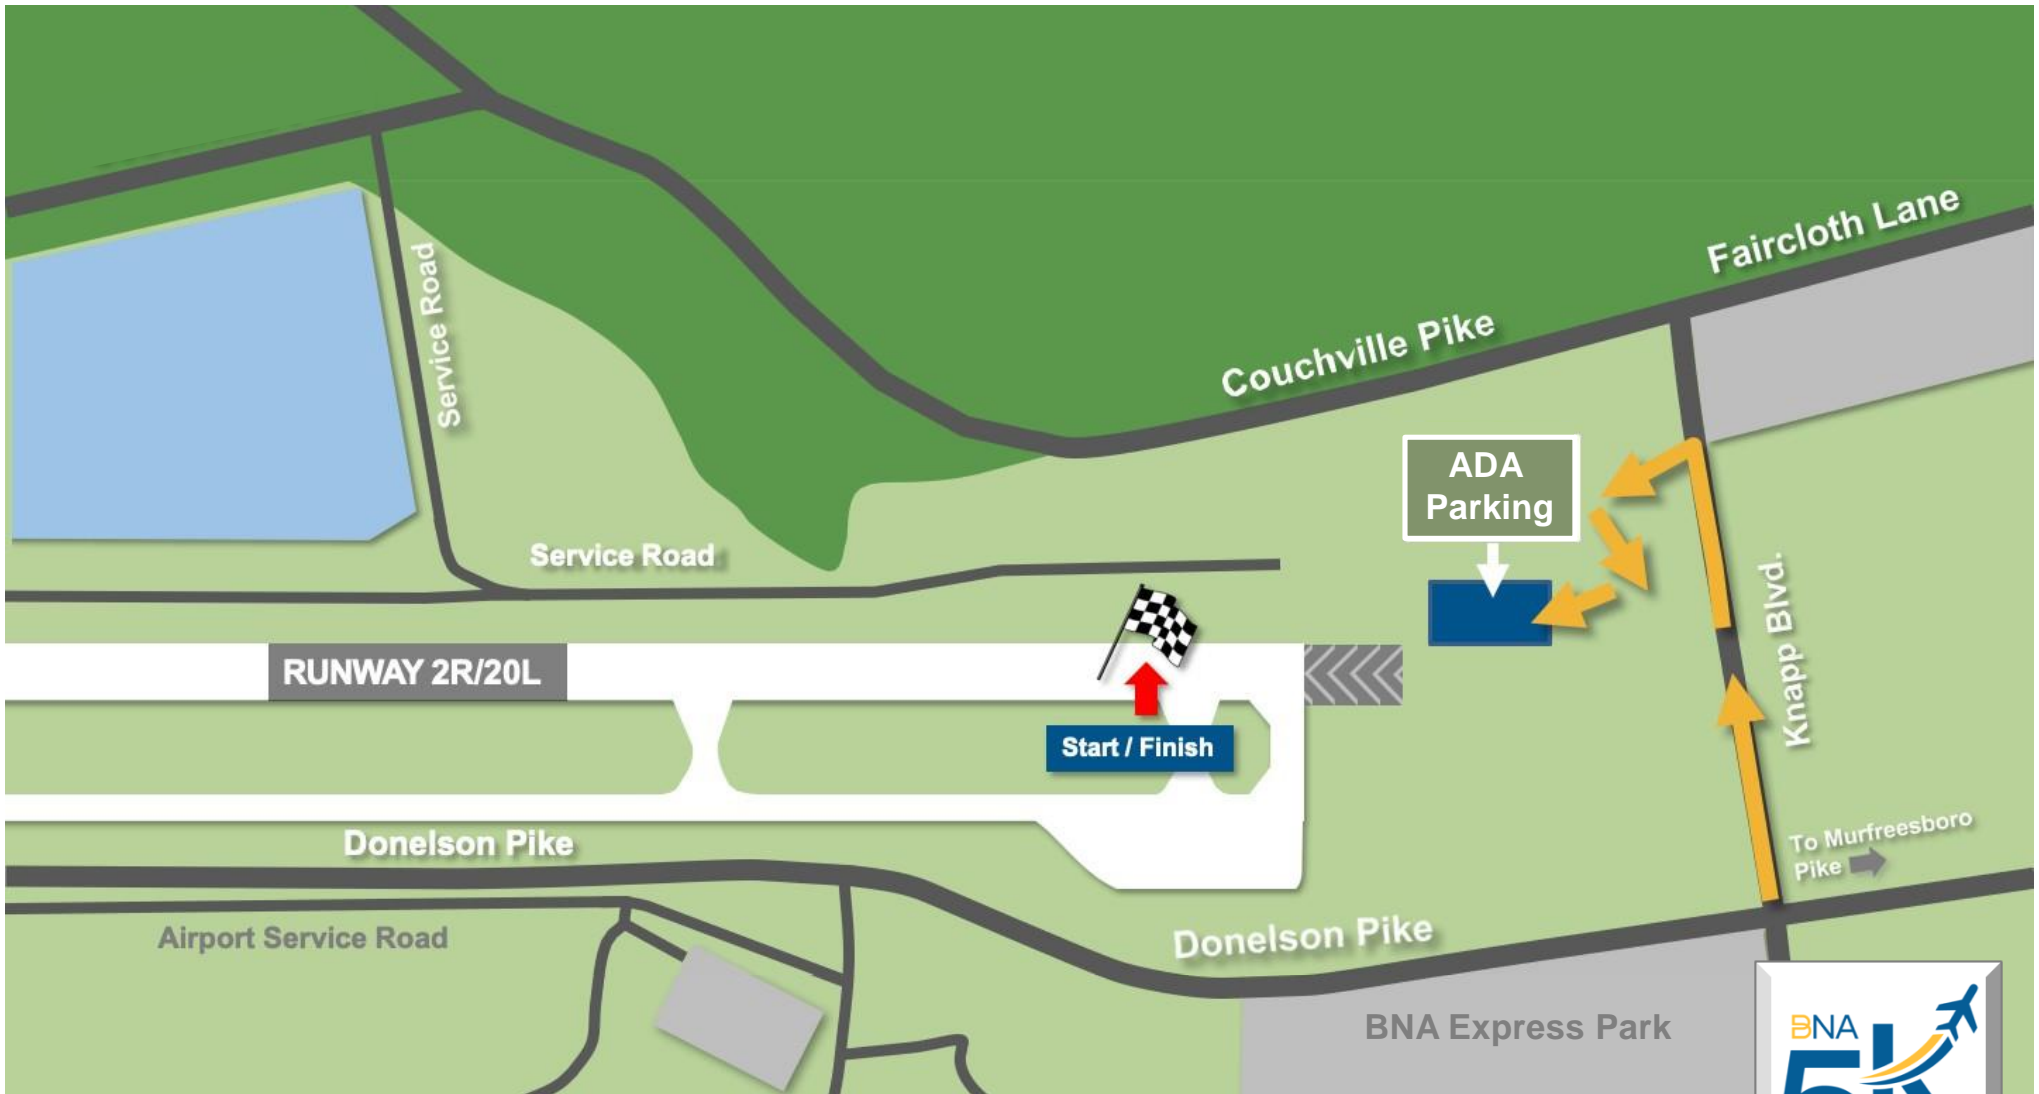 Faircloth Lane
Service Road
Couchville Pike
ADA
Parking
Service Road
Knapp Blvd.
RUNWAY 2R/20L
Start / Finish
Donelson Pike
To Murfreesboro
Pike
Airport Service Road
Donelson Pike
BNA Express Park
BNA
5K